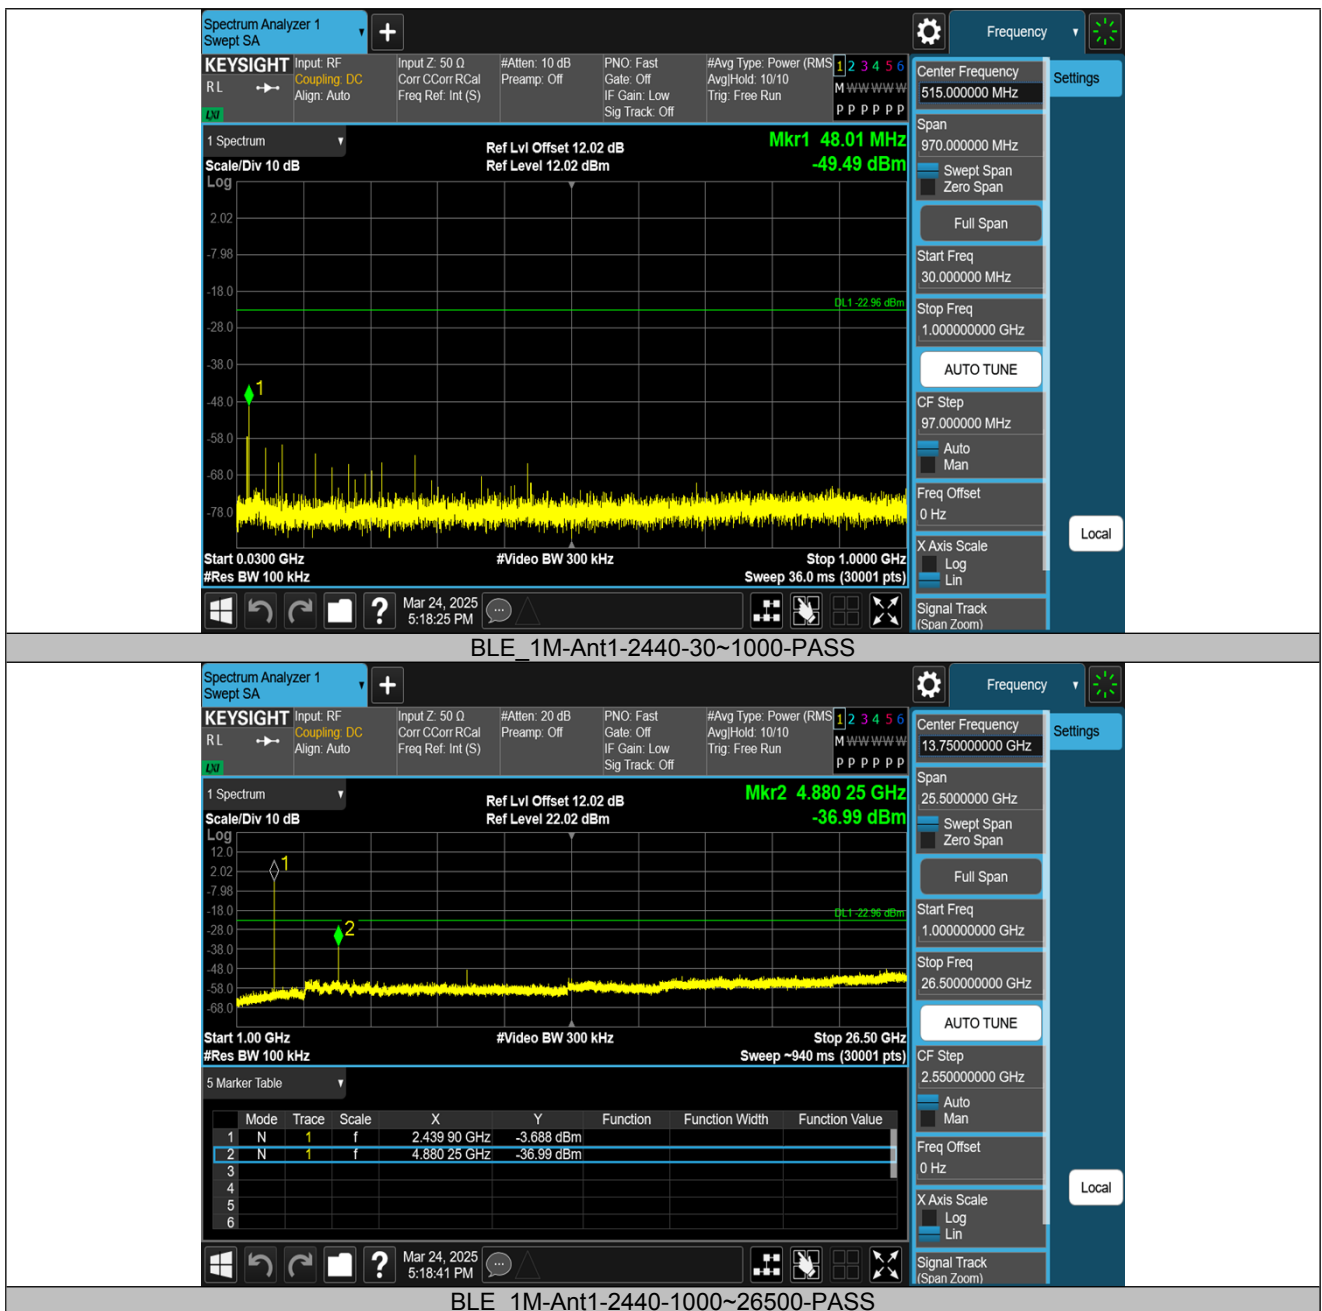 Spectrum Analyzer 1
Swept SA
Frequency
KEYSIGHT
RL
LXI
Input: RF
Coupling: DC
Align: Auto
Input Z: 50 Ω
Corr CCorr RCal
Freq Ref: Int (S)
#Atten: 10 dB
Preamp: Off
PNO: Fast
Gate: Off
IF Gain: Low
Sig Track: Off
#Avg Type: Power (RMS
Avg|Hold: 10/10
Trig: Free Run
1 2 3 4 5 6
M W W W W W
P P P P P P
1 Spectrum
Scale/Div 10 dB
Ref Lvl Offset 12.02 dB
Ref Level 12.02 dBm
Mkr1 48.01 MHz
-49.49 dBm
Log
2.02
-7.98
-18.0
DL1 -22.96 dBm
-28.0
-38.0
1
-48.0
-58.0
-68.0
-78.0
Start 0.0300 GHz
#Video BW 300 kHz
Stop 1.0000 GHz
#Res BW 100 kHz
Sweep 36.0 ms (30001 pts)
Mar 24, 2025
5:18:25 PM
Center Frequency
515.000000 MHz
Settings
Span
970.000000 MHz
Swept Span
Zero Span
Full Span
Start Freq
30.000000 MHz
Stop Freq
1.000000000 GHz
AUTO TUNE
CF Step
97.000000 MHz
Auto
Man
Freq Offset
0 Hz
Local
X Axis Scale
Log
Lin
Signal Track
(Span Zoom)
BLE_1M-Ant1-2440-30~1000-PASS
Spectrum Analyzer 1
Swept SA
Frequency
KEYSIGHT
RL
LXI
Input: RF
Coupling: DC
Align: Auto
Input Z: 50 Ω
Corr CCorr RCal
Freq Ref: Int (S)
#Atten: 20 dB
Preamp: Off
PNO: Fast
Gate: Off
IF Gain: Low
Sig Track: Off
#Avg Type: Power (RMS
Avg|Hold: 10/10
Trig: Free Run
1 2 3 4 5 6
M W W W W W
P P P P P P
1 Spectrum
Scale/Div 10 dB
Ref Lvl Offset 12.02 dB
Ref Level 22.02 dBm
Mkr2 4.880 25 GHz
-36.99 dBm
Log
12.0
1
2.02
-7.98
-18.0
DL1 -22.96 dBm
-28.0
2
-38.0
-48.0
-58.0
-68.0
Start 1.00 GHz
#Video BW 300 kHz
Stop 26.50 GHz
#Res BW 100 kHz
Sweep ~940 ms (30001 pts)
5 Marker Table
Mode Trace Scale X Y Function Function Width Function Value
1 N 1 f 2.439 90 GHz -3.688 dBm
2 N 1 f 4.880 25 GHz -36.99 dBm
3
4
5
6
Mar 24, 2025
5:18:41 PM
Center Frequency
13.750000000 GHz
Settings
Span
25.5000000 GHz
Swept Span
Zero Span
Full Span
Start Freq
1.000000000 GHz
Stop Freq
26.500000000 GHz
AUTO TUNE
CF Step
2.550000000 GHz
Auto
Man
Freq Offset
0 Hz
Local
X Axis Scale
Log
Lin
Signal Track
(Span Zoom)
BLE_1M-Ant1-2440-1000~26500-PASS